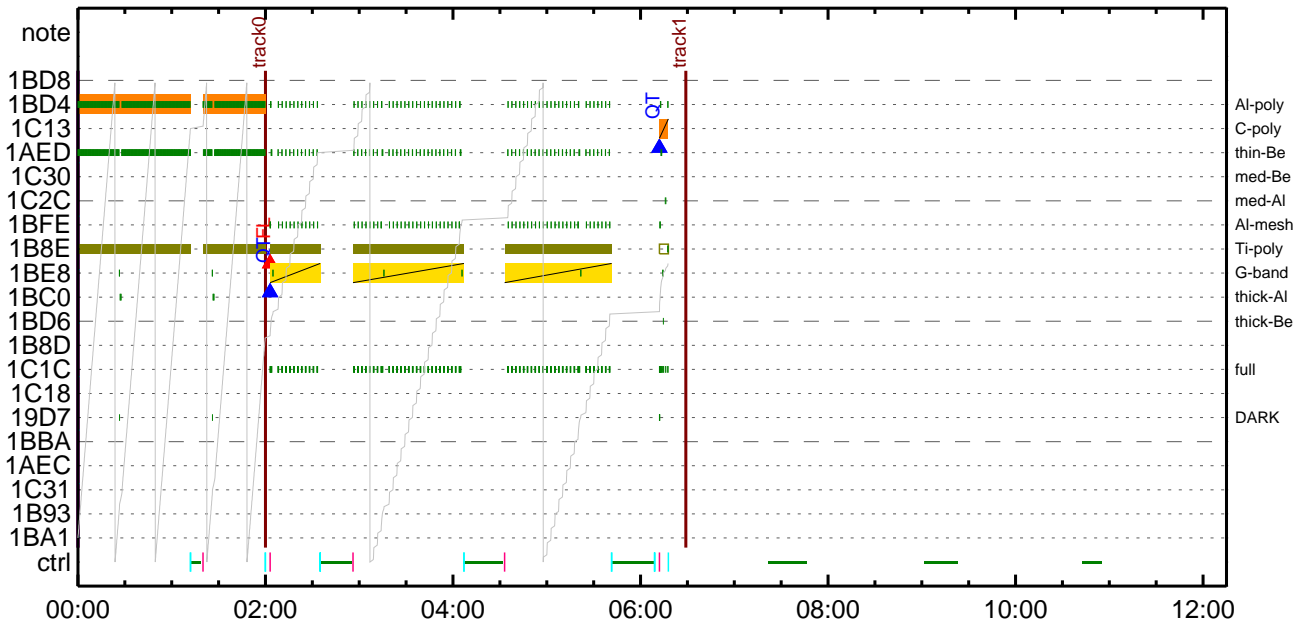 note
track0
track1
1BD8
1BD4 Al-poly
QT
1C13 C-poly
1AED thin-Be
1C30 med-Be
1C2C med-Al
1BFE Al-mesh
1B8E Ti-poly
1BE8 G-band
1BC0 thick-Al
1BD6 thick-Be
1B8D
1C1C full
1C18
19D7 DARK
1BBA
1AEC
1C31
1B93
1BA1
ctrl
00:00 02:00 04:00 06:00 08:00 10:00 12:00